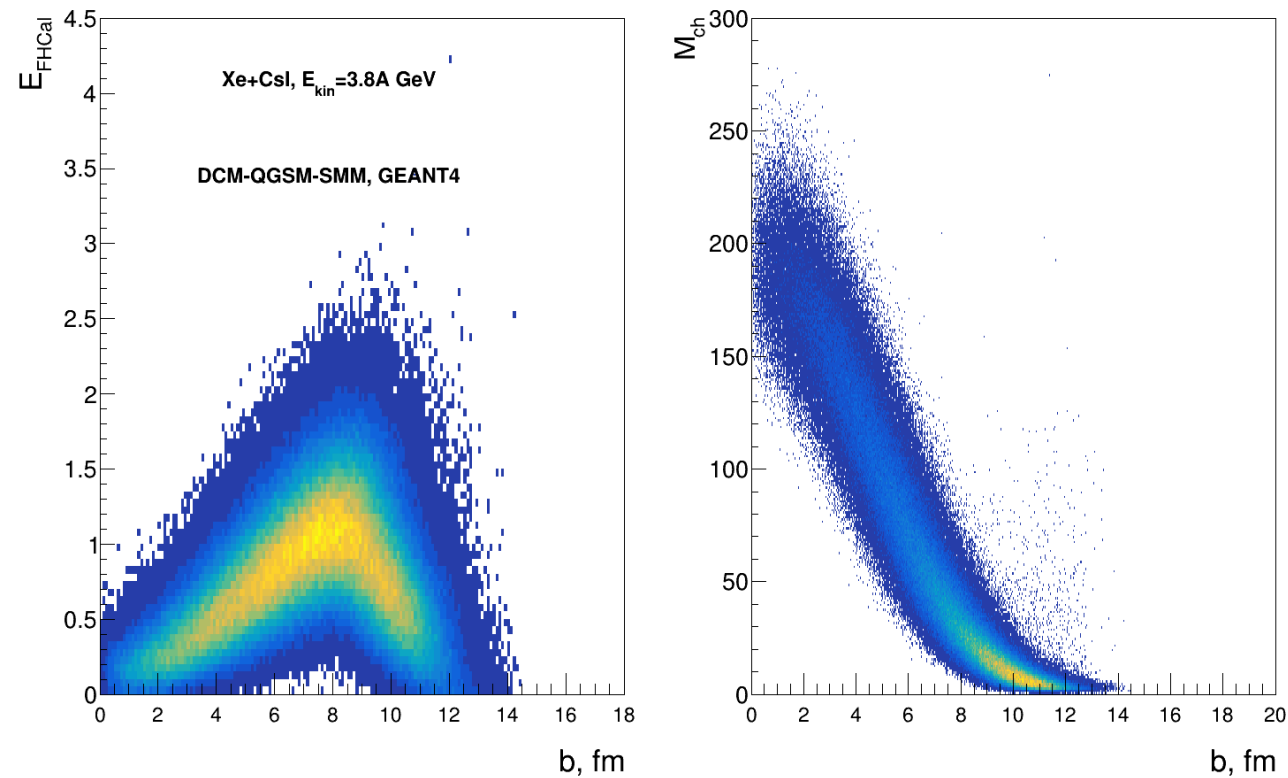 E_FHCal
4.5
4
3.5
3
2.5
2
1.5
1
0.5
0
Xe+CsI, E_kin=3.8A GeV
DCM-QGSM-SMM, GEANT4
0 2 4 6 8 10 12 14 16 18
b, fm
M_ch
300
250
200
150
100
50
0
0 2 4 6 8 10 12 14 16 18 20
b, fm